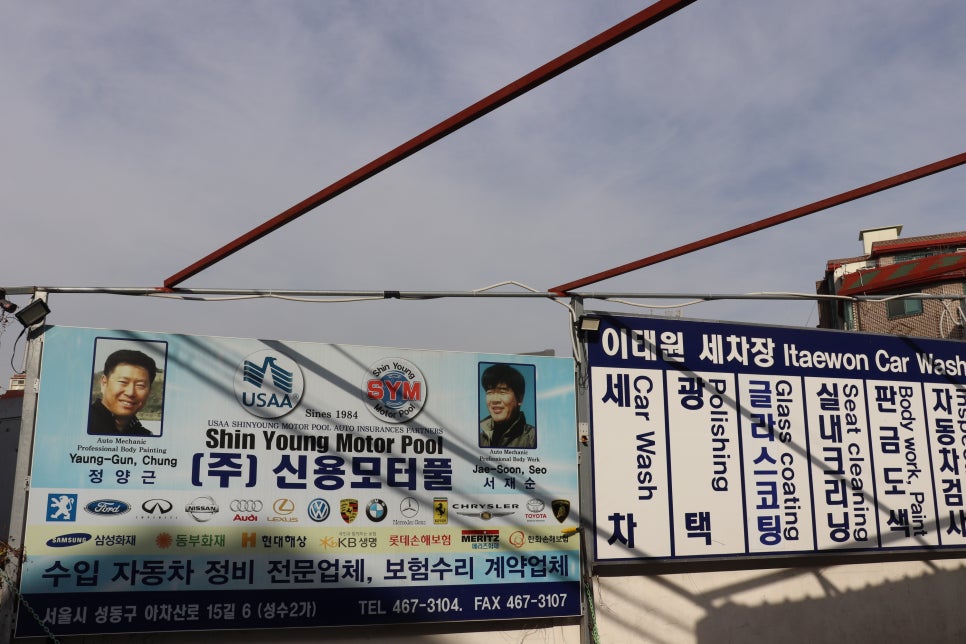 USAA
Sinces 1984
Shin Young
SYM
Motor Pool
USAA SHINYOUNG MOTOR POOL AUTO INSURANCES PARTNERS
Shin Young Motor Pool
(주) 신용모터풀
Auto Mechanic
Professional Body Painting
Yaung-Gun, Chung
정양근
Auto Mechanic
Professional Body Work
Jae-Soon, Seo
서재순
Ford
INFINITI
NISSAN
Audi
LEXUS
Mercedes-Benz
CHRYSLER
TOYOTA
SAMSUNG 삼성화재
동부화재
현대해상
KB생명
롯데손해보험
MERITZ
메리츠화재
한화손해보험
수입 자동차 정비 전문업체, 보험수리 계약업체
서울시 성동구 아차산로 15길 6 (성수2가)
TEL 467-3104. FAX 467-3107
이태원 세차장 Itaewon Car Wash
세차
Car Wash
광택
Polishing
글라스코팅
Glass coating
실내크리닝
Seat cleaning
판금도색
Body work, Paint
자동차검사